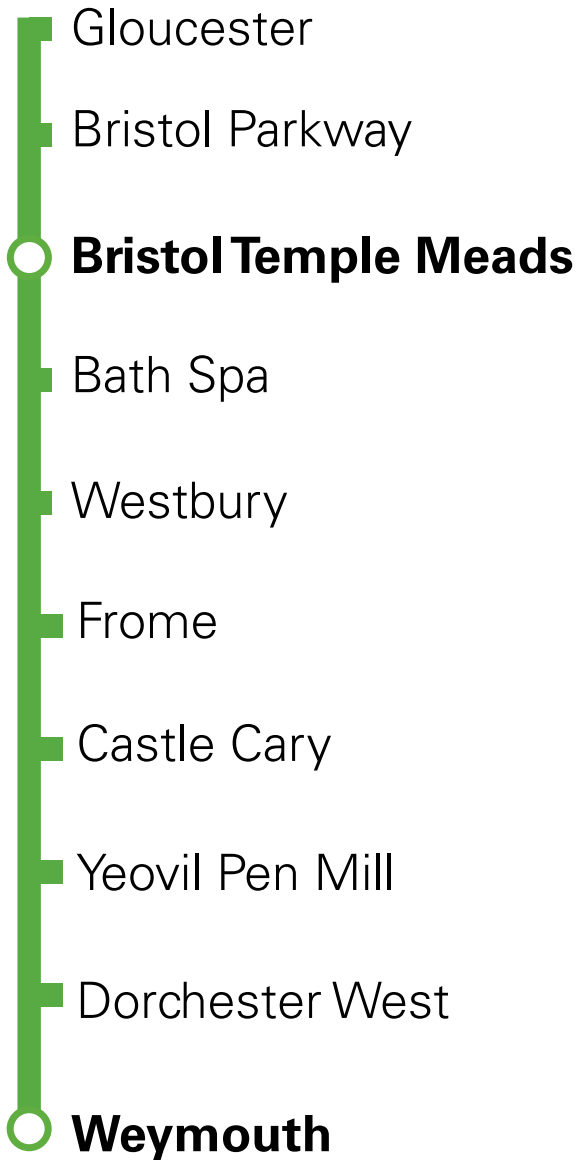 Gloucester
Bristol Parkway
Bristol Temple Meads
Bath Spa
Westbury
Frome
Castle Cary
Yeovil Pen Mill
Dorchester West
Weymouth